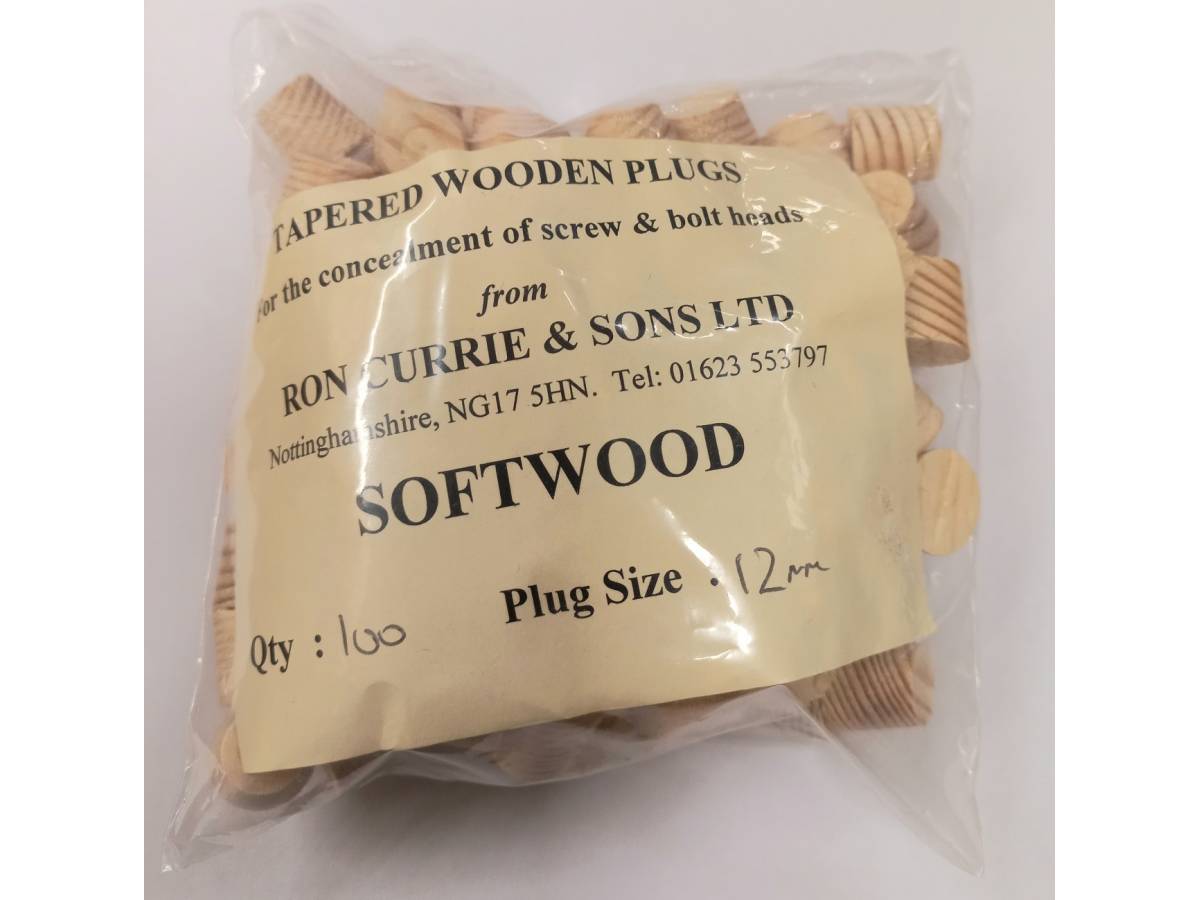 TAPERED WOODEN PLUGS
For the concealment of screw & bolt heads
from
RON CURRIE & SONS LTD
Nottinghamshire, NG17 5HN. Tel: 01623 553797
SOFTWOOD
Plug Size : 12mm
Qty : 100